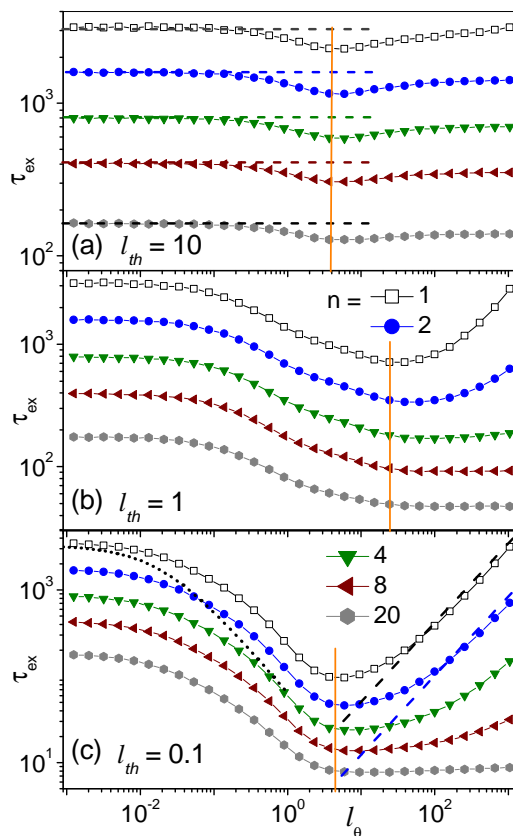 τex
10³
10²
(a) lth = 10
n =
1
2
τex
10³
10²
(b) lth = 1
4
8
20
τex
10³
10¹
(c) lth = 0.1
10⁻² 10⁰ lθ 10²